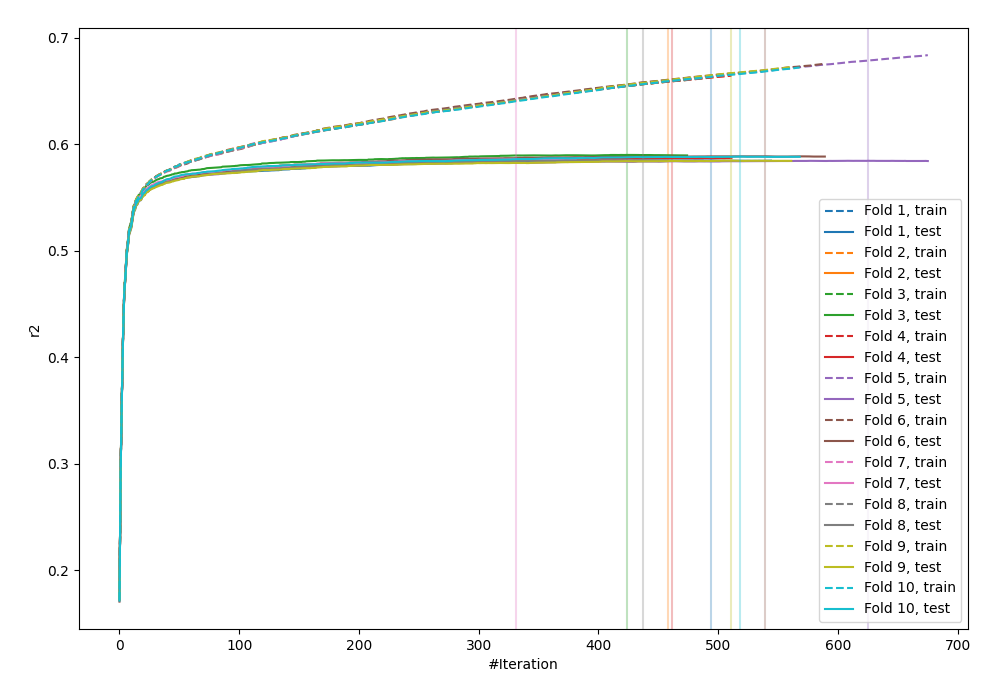 0.7
0.6
0.5
0.4
0.3
0.2
r2
0
100
200
300
400
500
600
700
#Iteration
Fold 1, train
Fold 1, test
Fold 2, train
Fold 2, test
Fold 3, train
Fold 3, test
Fold 4, train
Fold 4, test
Fold 5, train
Fold 5, test
Fold 6, train
Fold 6, test
Fold 7, train
Fold 7, test
Fold 8, train
Fold 8, test
Fold 9, train
Fold 9, test
Fold 10, train
Fold 10, test